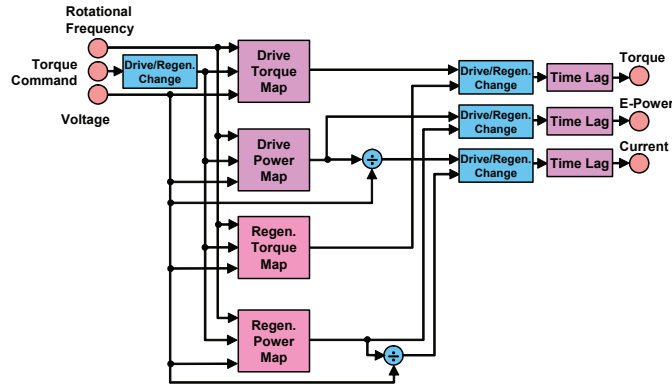 Rotational
Frequency
Torque
Command
Voltage
Drive/Regen.
Change
Drive
Torque
Map
Drive
Power
Map
÷
Regen.
Torque
Map
Regen.
Power
Map
÷
Drive/Regen.
Change
Time Lag
Torque
Drive/Regen.
Change
Time Lag
E-Power
Drive/Regen.
Change
Time Lag
Current